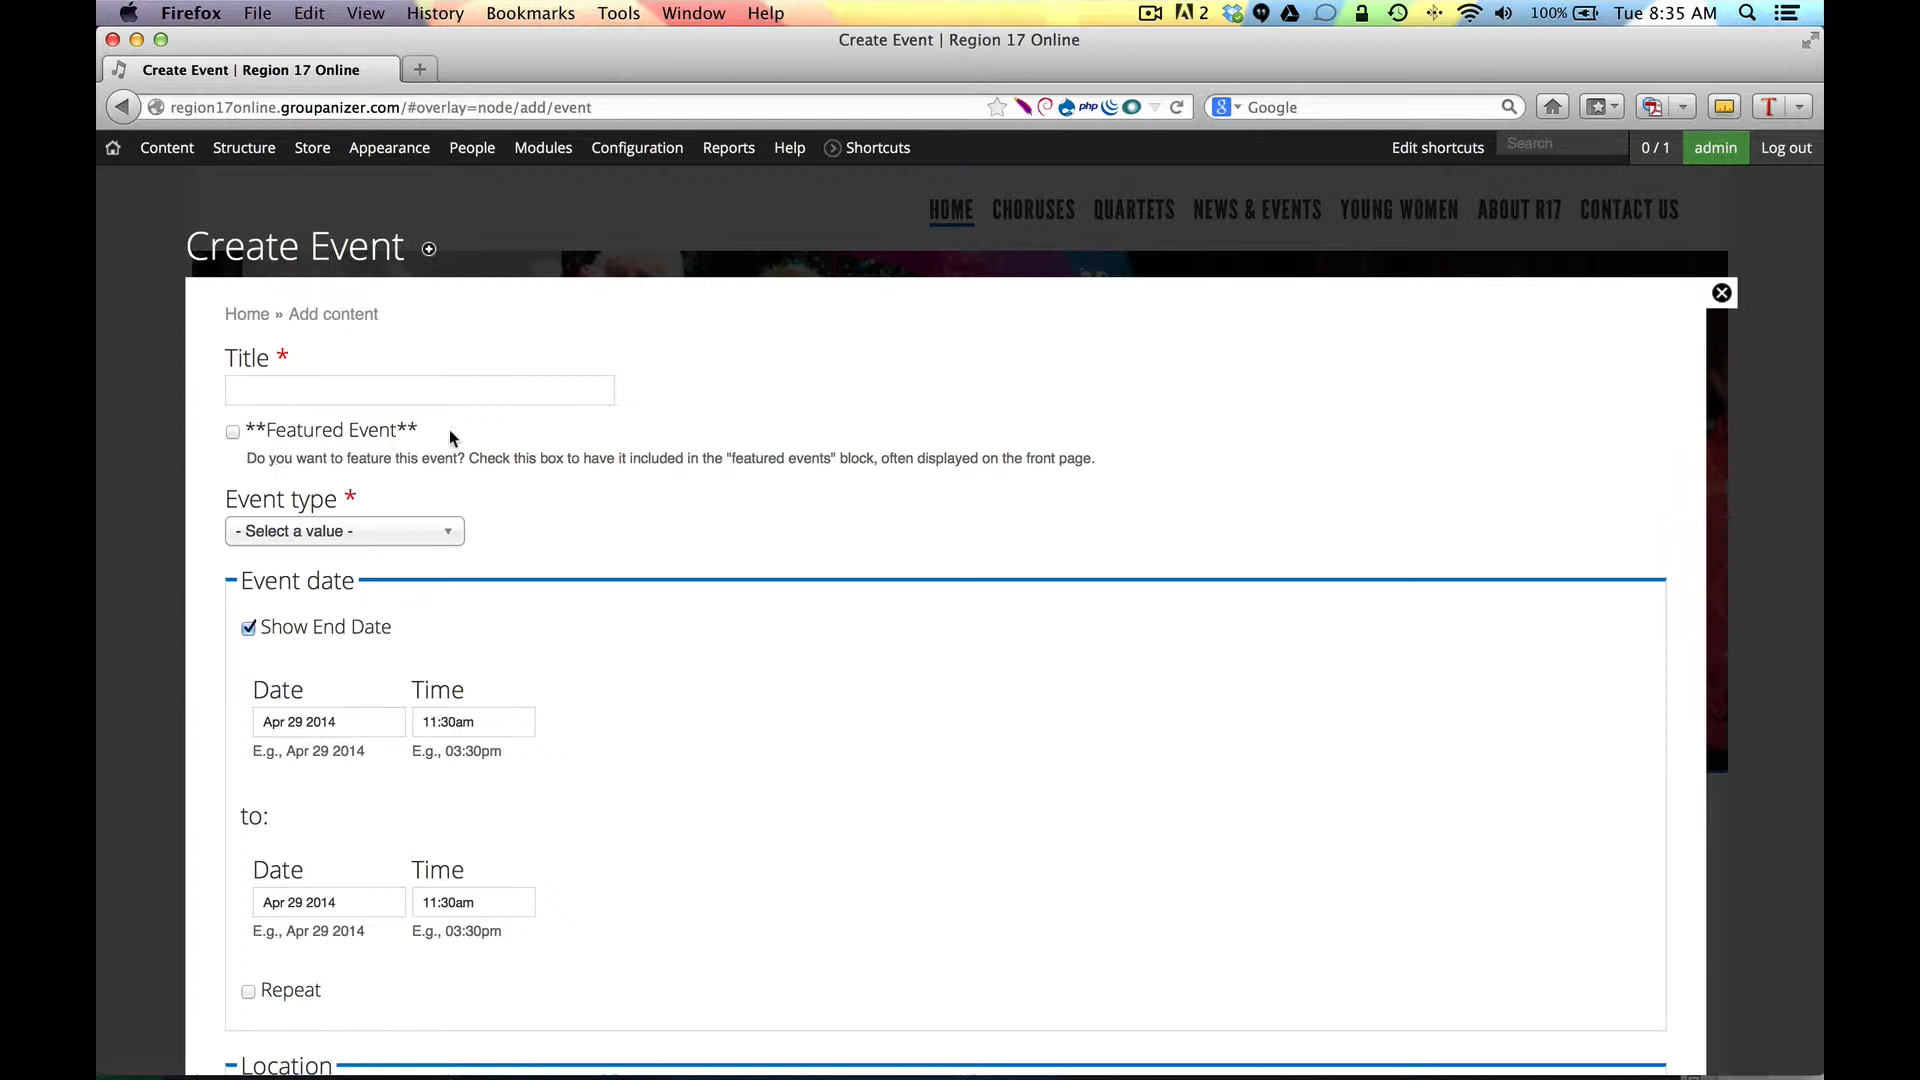 Firefox File Edit View History Bookmarks Tools Window Help 2 100% Tue 8:35 AM
Create Event | Region 17 Online
Create Event | Region 17 Online
region17online.groupanizer.com/#overlay=node/add/event php Google
Content Structure Store Appearance People Modules Configuration Reports Help Shortcuts Edit shortcuts Search 0 / 1 admin Log out
HOME CHORUSES QUARTETS NEWS & EVENTS YOUNG WOMEN ABOUT R17 CONTACT US
Create Event
Home » Add content
Title *
**Featured Event**
Do you want to feature this event? Check this box to have it included in the "featured events" block, often displayed on the front page.
Event type *
- Select a value -
Event date
Show End Date
Date Time
Apr 29 2014 11:30am
E.g., Apr 29 2014 E.g., 03:30pm
to:
Date Time
Apr 29 2014 11:30am
E.g., Apr 29 2014 E.g., 03:30pm
Repeat
Location